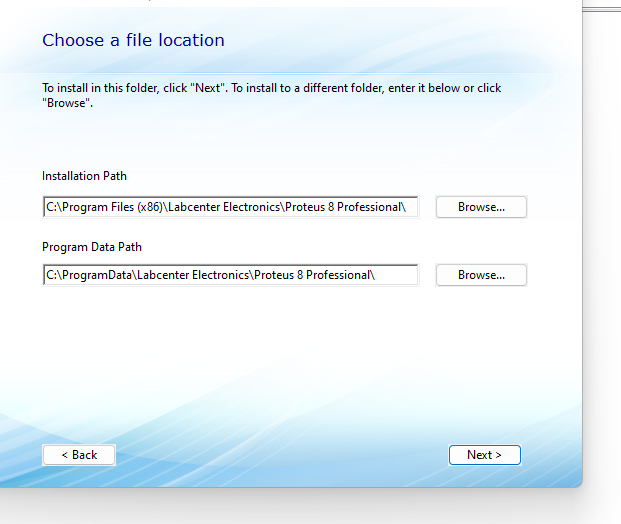 Choose a file location
To install in this folder, click "Next". To install to a different folder, enter it below or click
"Browse".
Installation Path
C:\Program Files (x86)\Labcenter Electronics\Proteus 8 Professional\
Browse...
Program Data Path
C:\ProgramData\Labcenter Electronics\Proteus 8 Professional\
Browse...
< Back
Next >